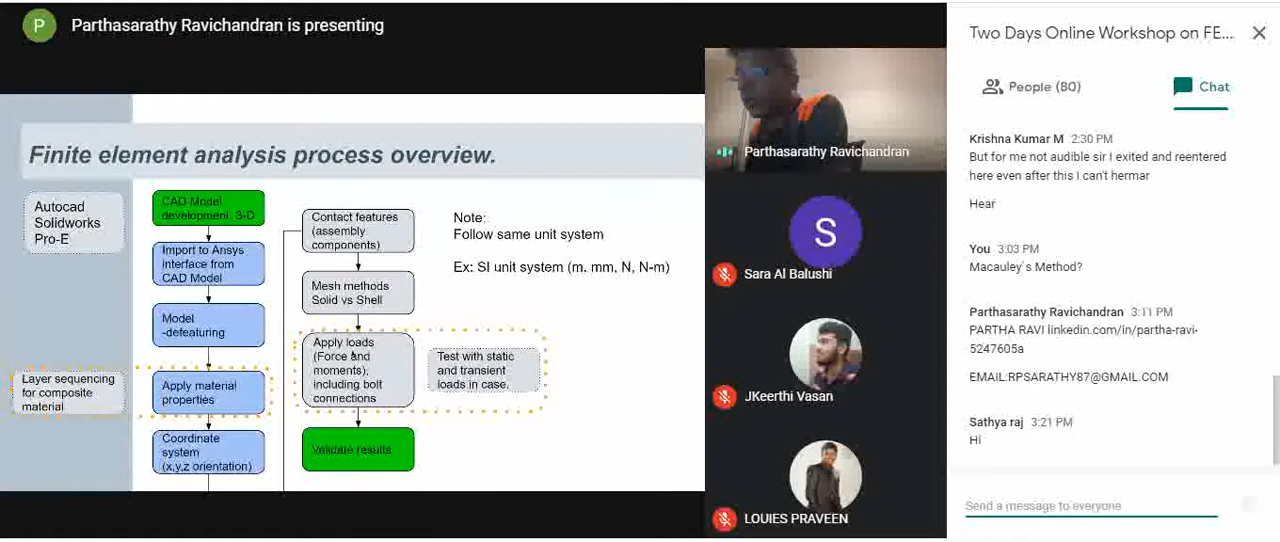 P
Parthasarathy Ravichandran is presenting
Finite element analysis process overview.
Autocad
Solidworks
Pro-E
CAD Model
development, 3-D
Import to Ansys
interface from
CAD Model
Model
-defeaturing
Layer sequencing
for composite
material
Apply material
properties
Coordinate
system
(x,y,z orientation)
Contact features
(assembly
components)
Mesh methods
Solid vs Shell
Apply loads
(Force and
moments),
including bolt
connections
Test with static
and transient
loads in case.
Validate results
Note:
Follow same unit system
Ex: SI unit system (m, mm, N, N-m)
Parthasarathy Ravichandran
S
Sara Al Balushi
JKeerthi Vasan
LOUIES PRAVEEN
Two Days Online Workshop on FE...
People (80)
Chat
Krishna Kumar M 2:30 PM
But for me not audible sir I exited and reentered
here even after this I can't hermar
Hear
You 3:03 PM
Macauley's Method?
Parthasarathy Ravichandran 3:11 PM
PARTHA RAVI linkedin.com/in/partha-ravi-
5247605a
EMAIL:RPSARATHY87@GMAIL.COM
Sathya raj 3:21 PM
Hi
Send a message to everyone